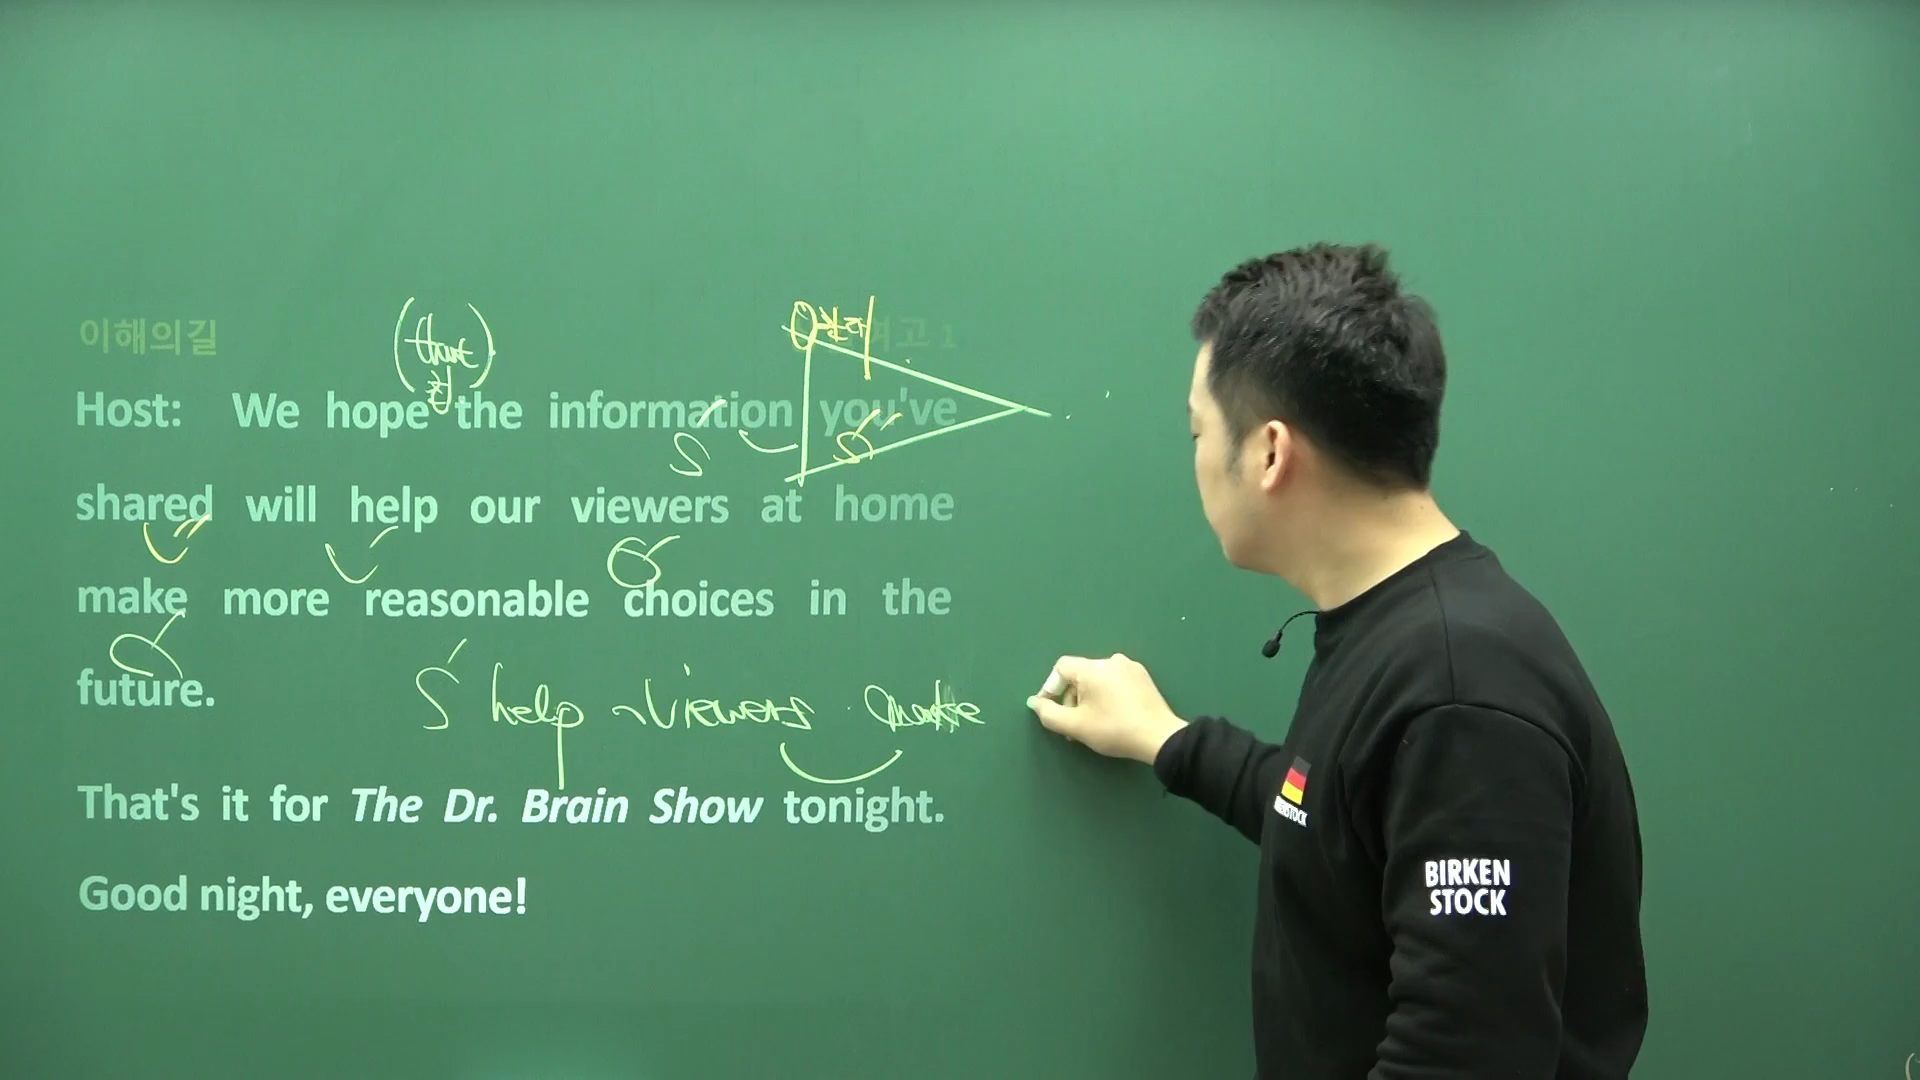 이해의길
(that)
Host: We hope the information you've
S S"
shared will help our viewers at home
make more reasonable choices in the
future.
S' help viewers make
That's it for The Dr. Brain Show tonight.
Good night, everyone!
BIRKEN
STOCK